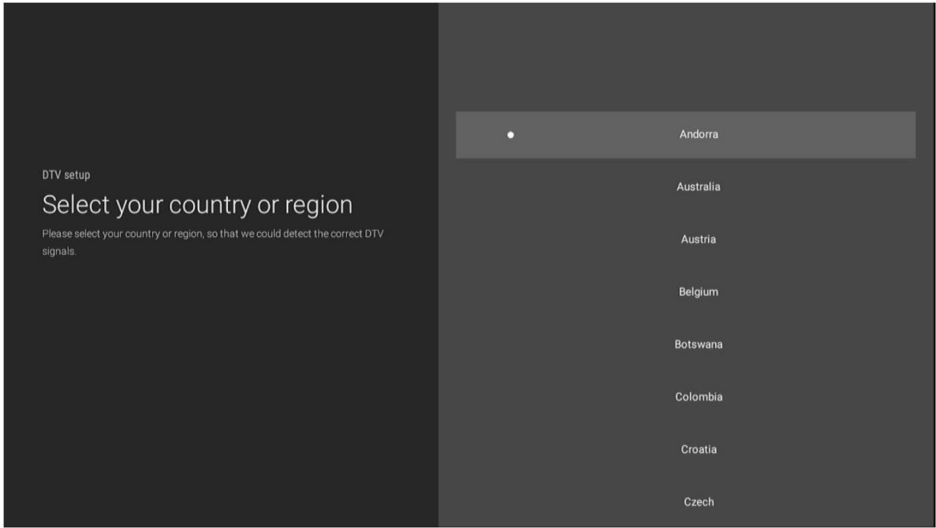 DTV setup
Select your country or region
Please select your country or region, so that we could detect the correct DTV
signals.
Andorra
Australia
Austria
Belgium
Botswana
Colombia
Croatia
Czech